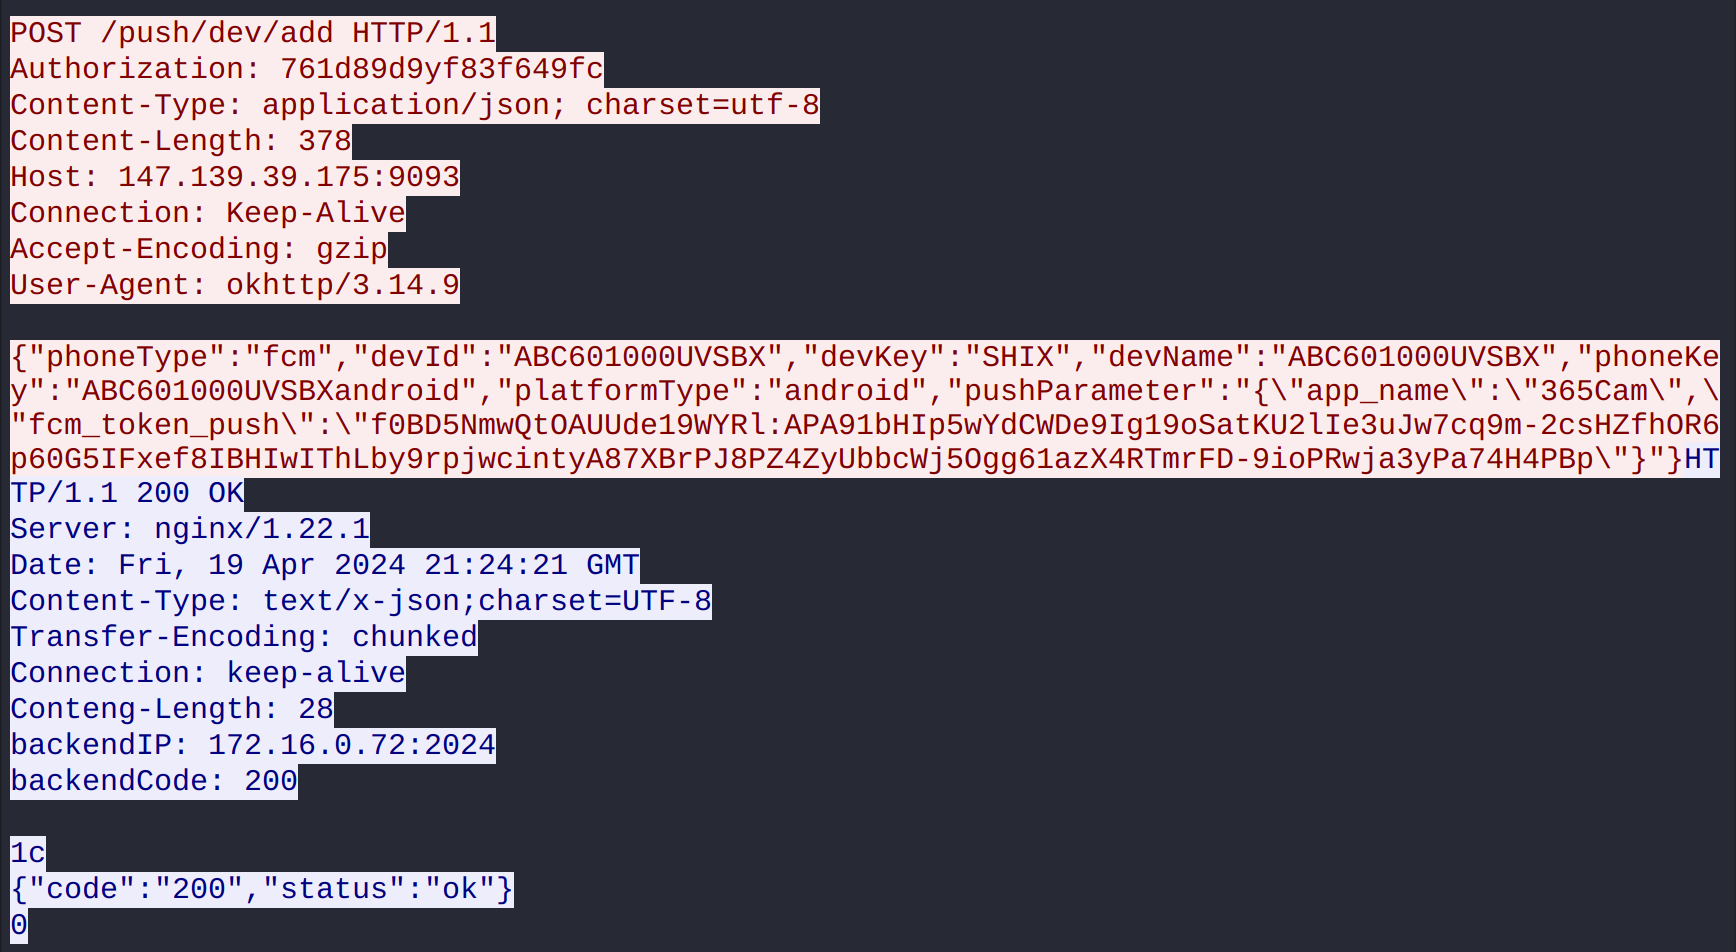 POST /push/dev/add HTTP/1.1
Authorization: 761d89d9yf83f649fc
Content-Type: application/json; charset=utf-8
Content-Length: 378
Host: 147.139.39.175:9093
Connection: Keep-Alive
Accept-Encoding: gzip
User-Agent: okhttp/3.14.9
{"phoneType":"fcm","devId":"ABC601000UVSBX","devKey":"SHIX","devName":"ABC601000UVSBX","phoneKe
y":"ABC601000UVSBXandroid","platformType":"android","pushParameter":"{\"app_name\":\"365Cam\",\
"fcm_token_push\":\"f0BD5NmwQtOAUUde19WYRl:APA91bHIp5wYdCWDe9Ig19oSatKU2lIe3uJw7cq9m-2csHZfhOR6
p60G5IFxef8IBHIwIThLby9rpjwcintyA87XBrPJ8PZ4ZyUbbcWj5Ogg61azX4RTmrFD-9ioPRwja3yPa74H4PBp\"}"}HT
TP/1.1 200 OK
Server: nginx/1.22.1
Date: Fri, 19 Apr 2024 21:24:21 GMT
Content-Type: text/x-json;charset=UTF-8
Transfer-Encoding: chunked
Connection: keep-alive
Conteng-Length: 28
backendIP: 172.16.0.72:2024
backendCode: 200
1c
{"code":"200","status":"ok"}
0